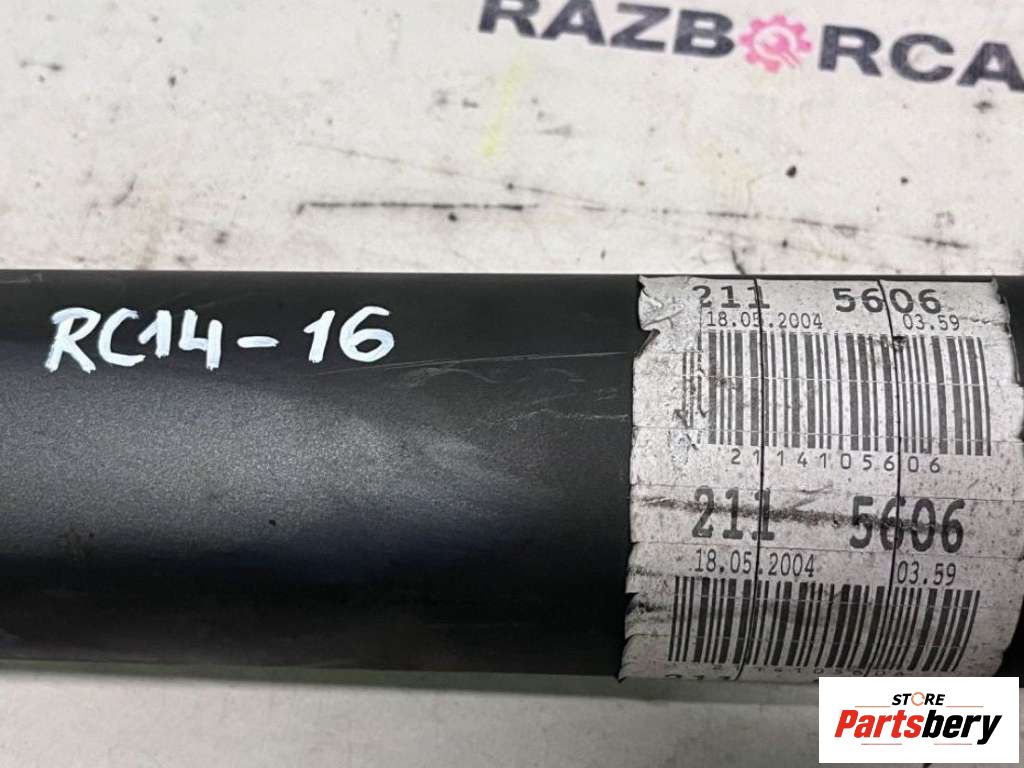 RAZBORCA
RC14-16
211 5606
18.05.2004 03.59
2114105606
211 5606
18.05.2004 03.59
211
STORE
Partsbery